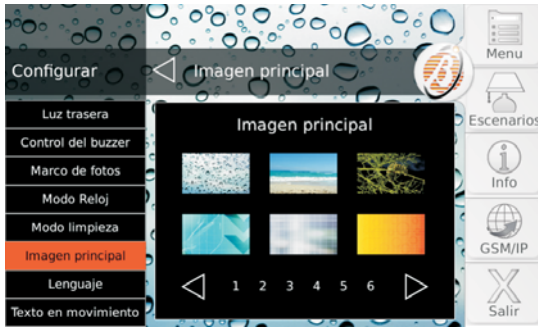 Configurar
Imagen principal
Luz trasera
Control del buzzer
Marco de fotos
Modo Reloj
Modo limpieza
Imagen principal
Lenguaje
Texto en movimiento
Imagen principal
1 2 3 4 5 6
Menu
Escenarios
Info
GSM/IP
Salir